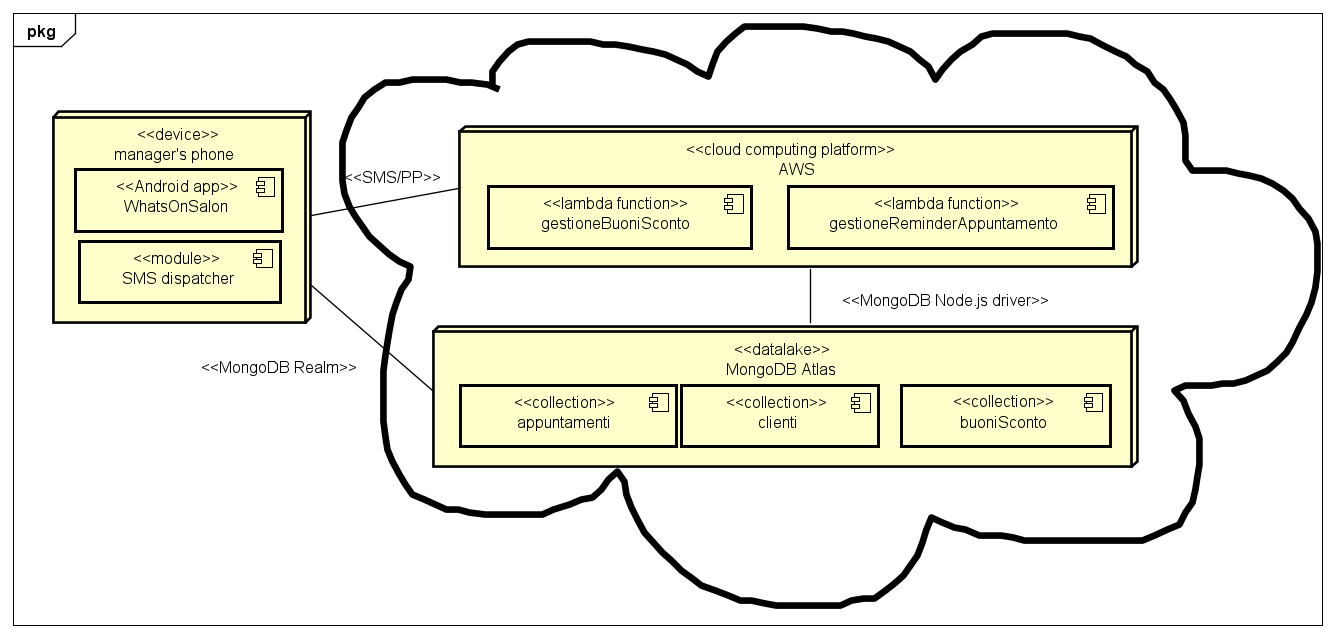 pkg
<<device>>
manager's phone
<<Android app>>
WhatsOnSalon
<<module>>
SMS dispatcher
<<SMS/PP>>
<<cloud computing platform>>
AWS
<<lambda function>>
gestioneBuoniSconto
<<lambda function>>
gestioneReminderAppuntamento
<<MongoDB Node.js driver>>
<<MongoDB Realm>>
<<datalake>>
MongoDB Atlas
<<collection>>
appuntamenti
<<collection>>
clienti
<<collection>>
buoniSconto